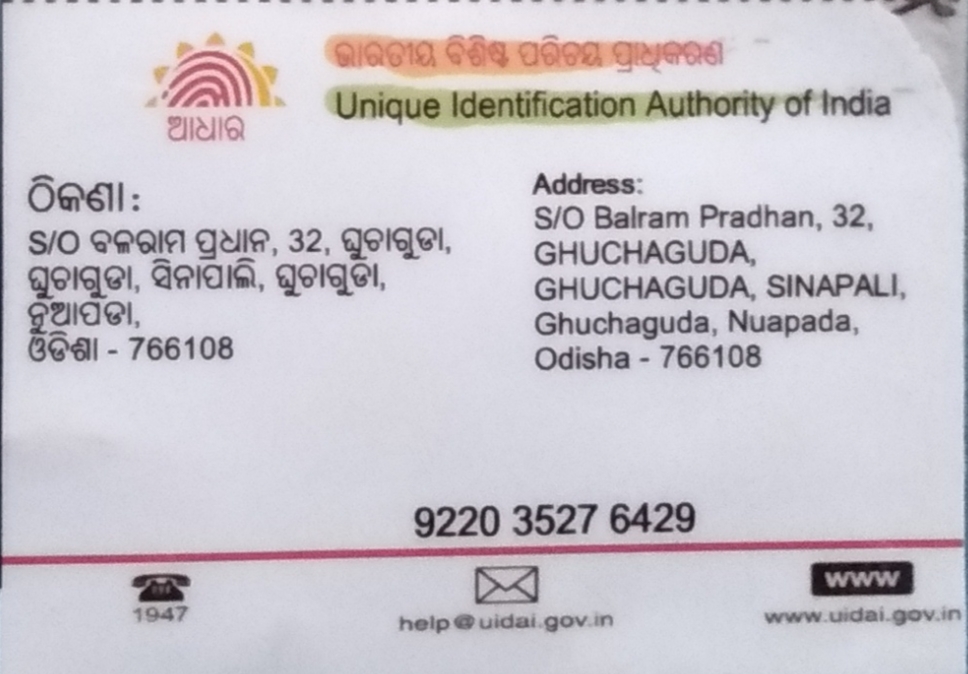 ଭାରତୀୟ ବିଶିଷ୍ଟ ପରିଚୟ ପ୍ରାଧିକରଣ
Unique Identification Authority of India
ଆଧାର
ଠିକଣା:
S/O ବଳରାମ ପ୍ରଧାନ, 32, ଘୁଚାଗୁଡା,
ଘୁଚାଗୁଡା, ସିନାପାଲି, ଘୁଚାଗୁଡା,
ନୁଆପଡା,
ଓଡିଶା - 766108
Address:
S/O Balram Pradhan, 32,
GHUCHAGUDA,
GHUCHAGUDA, SINAPALI,
Ghuchaguda, Nuapada,
Odisha - 766108
9220 3527 6429
1947
help@uidai.gov.in
www
www.uidai.gov.in